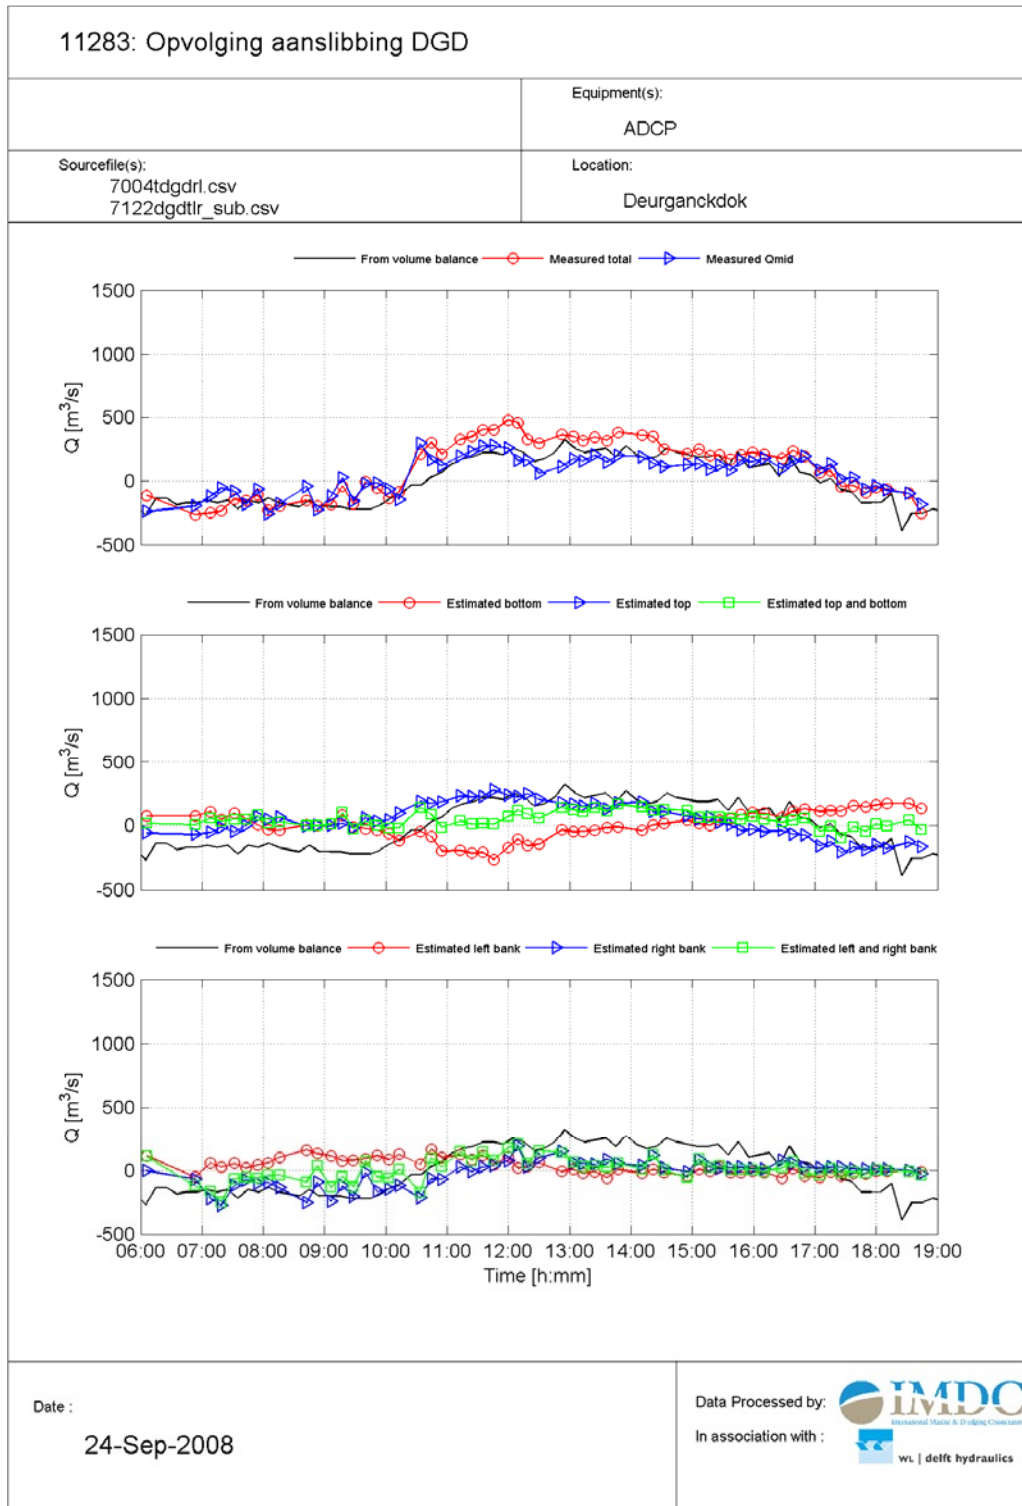 11283: Opvolging aanslibbing DGD
Equipment(s):
ADCP
Sourcefile(s):
7004tdgdrl.csv
7122dgdtlr_sub.csv
Location:
Deurganckdok
From volume balance Measured total Measured Qmid
1500
1000
500
0
-500
Q [m³/s]
From volume balance Estimated bottom Estimated top Estimated top and bottom
1500
1000
500
0
-500
Q [m³/s]
From volume balance Estimated left bank Estimated right bank Estimated left and right bank
1500
1000
500
0
-500
Q [m³/s]
06:00 07:00 08:00 09:00 10:00 11:00 12:00 13:00 14:00 15:00 16:00 17:00 18:00 19:00
Time [h:mm]
Date :
24-Sep-2008
Data Processed by:
IMDC
International Marine & Dredging Consultants
In association with :
WL | delft hydraulics